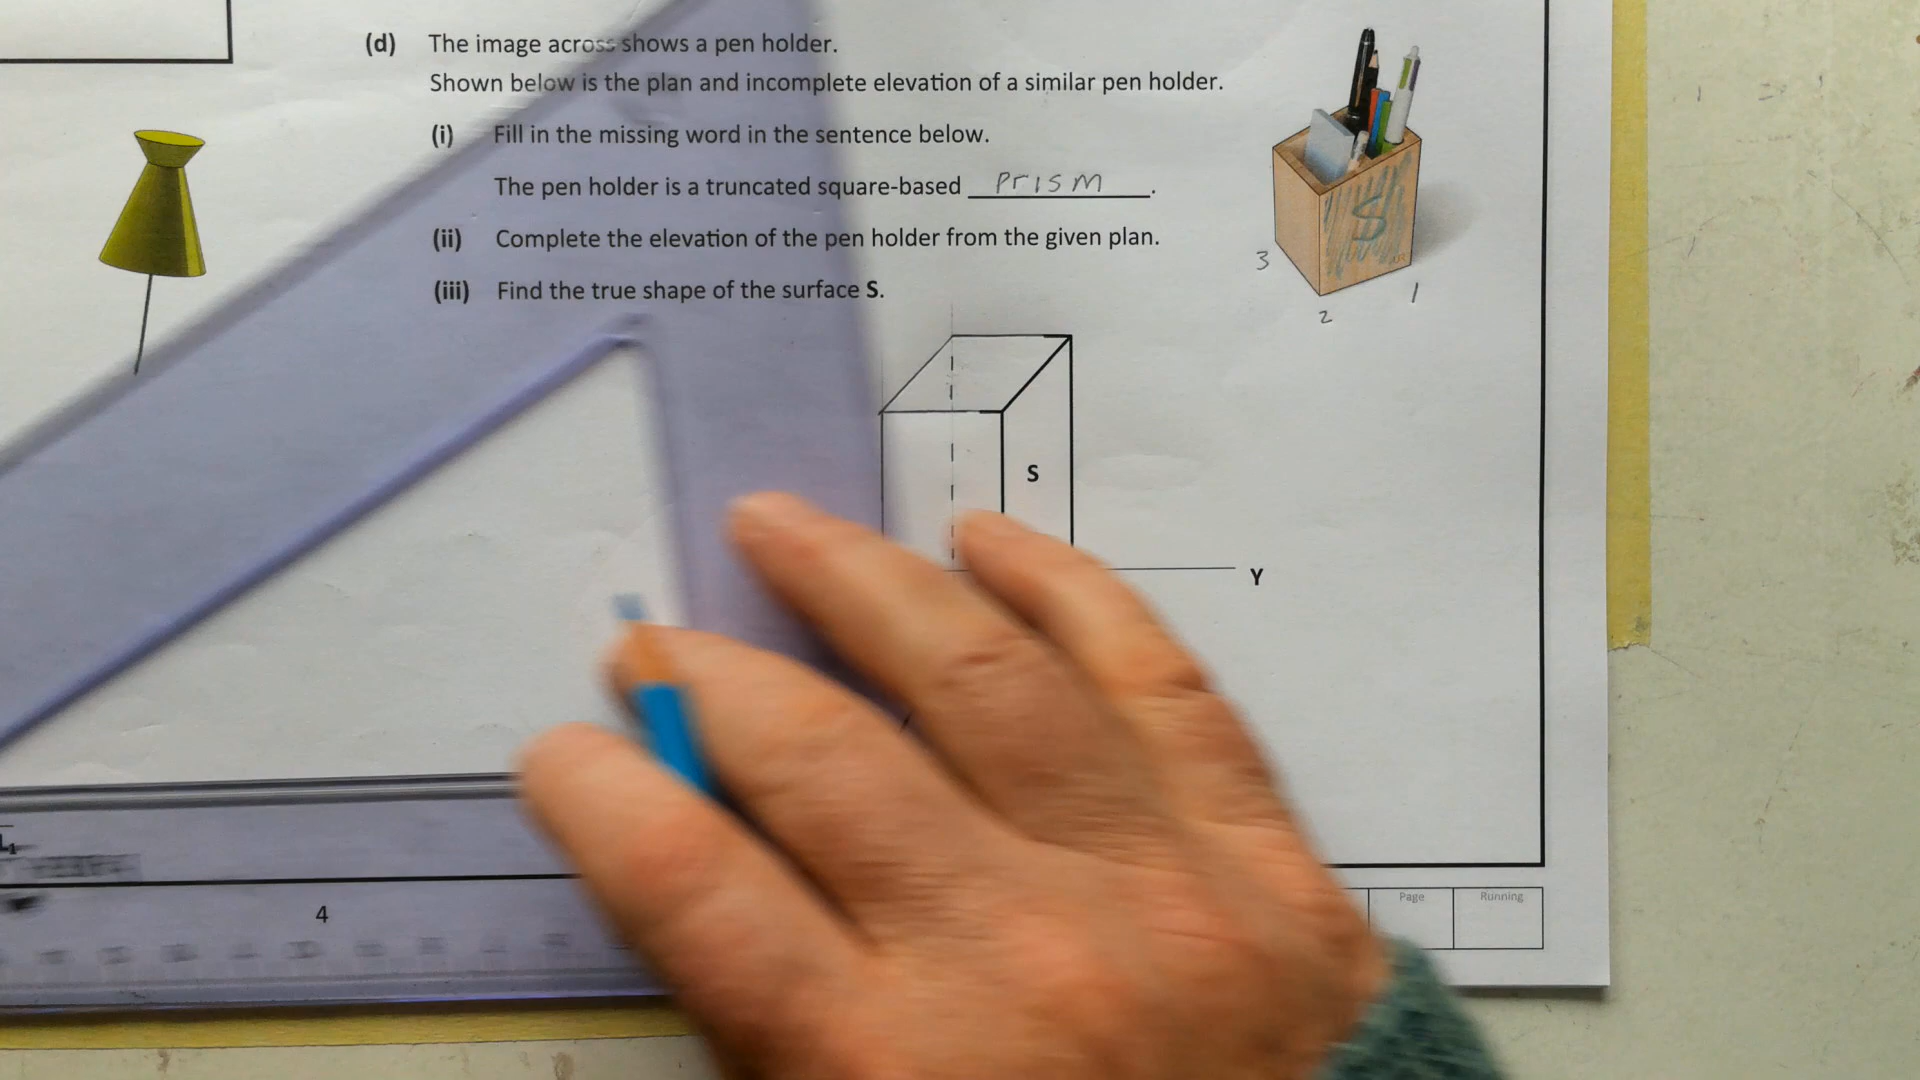 (d) The image across shows a pen holder.
Shown below is the plan and incomplete elevation of a similar pen holder.
(i) Fill in the missing word in the sentence below.
The pen holder is a truncated square-based Prism.
(ii) Complete the elevation of the pen holder from the given plan.
(iii) Find the true shape of the surface S.
S
3
2
1
S
Y
L1
4
Page
Running